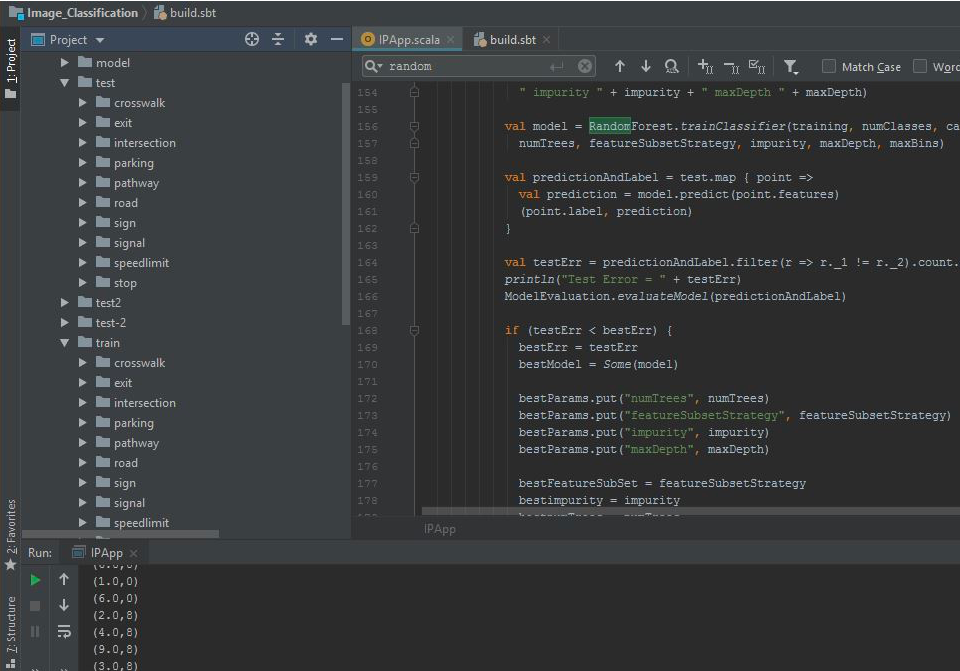 Image_Classification build.sbt
1: Project
Project
model
test
crosswalk
exit
intersection
parking
pathway
road
sign
signal
speedlimit
stop
test2
test-2
train
crosswalk
exit
intersection
parking
pathway
road
sign
signal
speedlimit
IPApp.scala build.sbt
random
Match Case
154 " impurity " + impurity + " maxDepth " + maxDepth)
155
156 val model = RandomForest.trainClassifier(training, numClasses, ca
157 numTrees, featureSubsetStrategy, impurity, maxDepth, maxBins)
158
159 val predictionAndLabel = test.map { point =>
160 val prediction = model.predict(point.features)
161 (point.label, prediction)
162 }
163
164 val testErr = predictionAndLabel.filter(r => r._1 != r._2).count.
165 println("Test Error = " + testErr)
166 ModelEvaluation.evaluateModel(predictionAndLabel)
167
168 if (testErr < bestErr) {
169 bestErr = testErr
170 bestModel = Some(model)
171
172 bestParams.put("numTrees", numTrees)
173 bestParams.put("featureSubsetStrategy", featureSubsetStrategy)
174 bestParams.put("impurity", impurity)
175 bestParams.put("maxDepth", maxDepth)
176
177 bestFeatureSubSet = featureSubsetStrategy
178 bestimpurity = impurity
IPApp
2: Favorites
Z: Structure
Run: IPApp
(1.0,0)
(6.0,0)
(2.0,8)
(4.0,8)
(9.0,8)
(3.0,8)